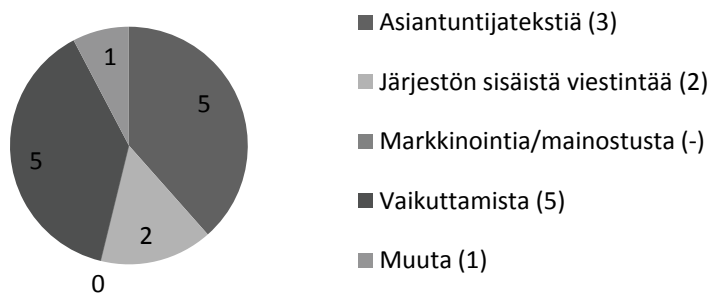 1
5
5
2
0
Asiantuntijatekstiä (3)
Järjestön sisäistä viestintää (2)
Markkinointia/mainostusta (-)
Vaikuttamista (5)
Muuta (1)